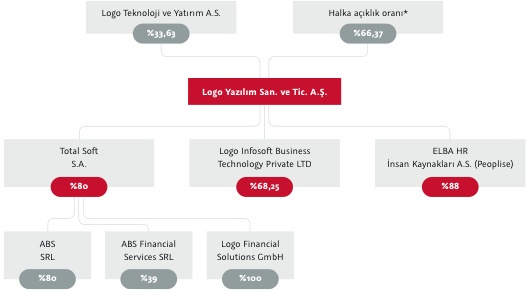 Logo Teknoloji ve Yatırım A.S.
%33,63
Halka açıklık oranı*
%66,37
Logo Yazılım San. ve Tic. A.Ş.
Total Soft
S.A.
%80
Logo Infosoft Business
Technology Private LTD
%68,25
ELBA HR
İnsan Kaynakları A.S. (Peoplise)
%88
ABS
SRL
%80
ABS Financial
Services SRL
%39
Logo Financial
Solutions GmbH
%100